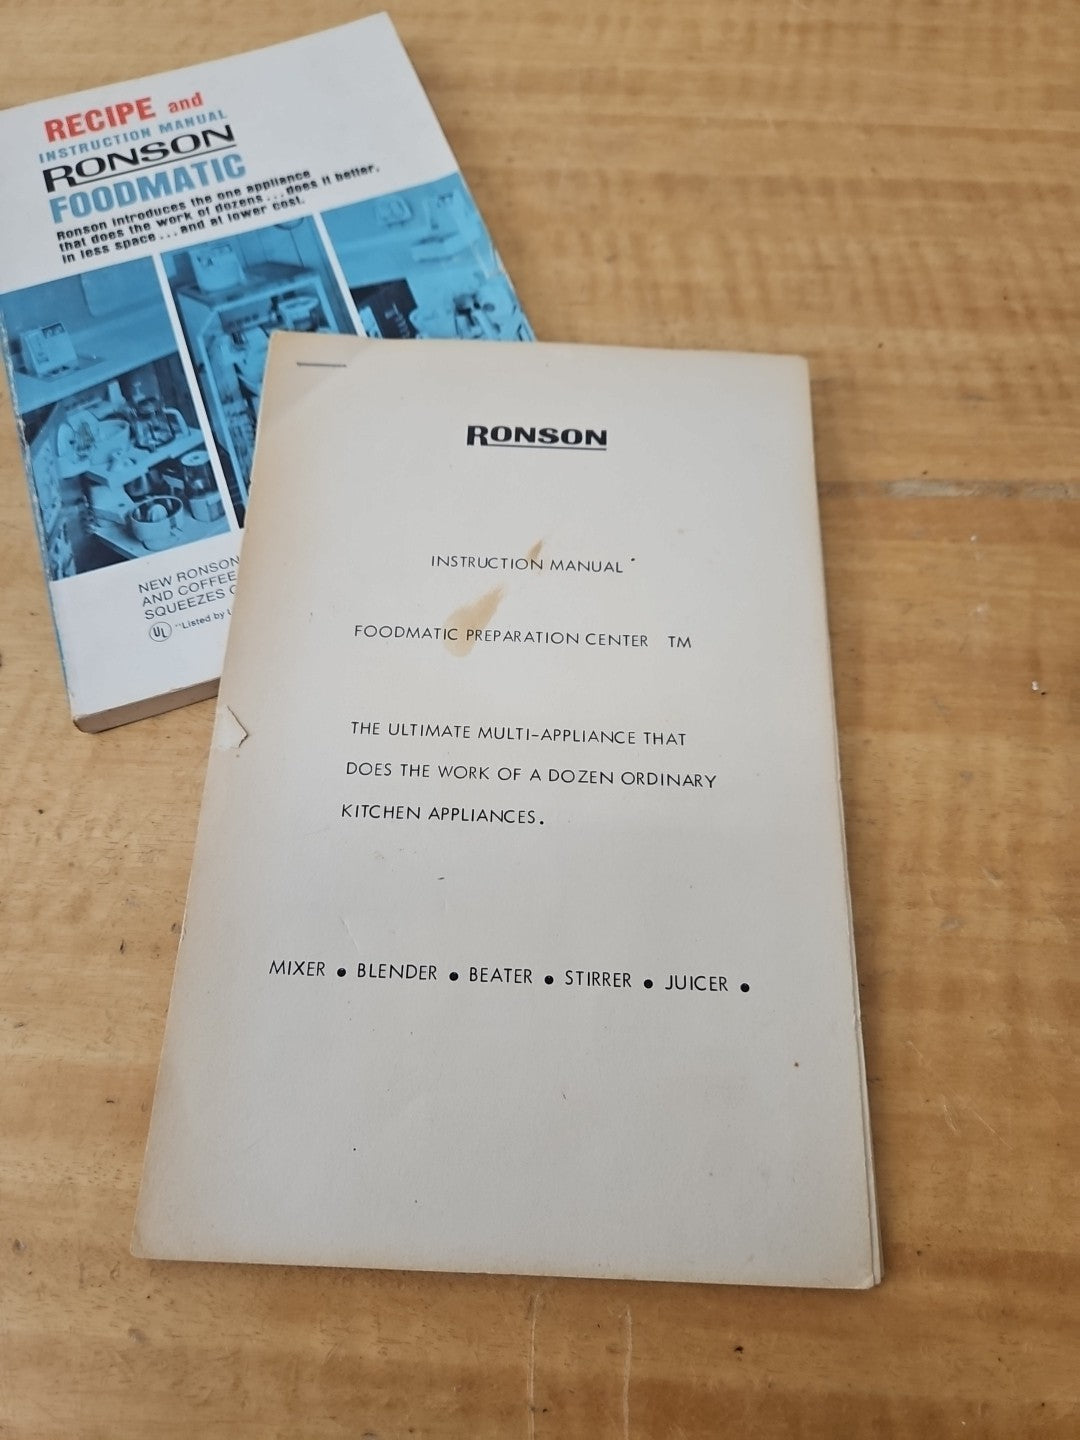 RECIPE and
INSTRUCTION MANUAL
RONSON
FOODMATIC
Ronson introduces the one appliance
that does the work of dozens...does it better.
in less space...and at lower cost.
NEW RONSON
AND COFFEE
SQUEEZES
UL "Listed by
RONSON
INSTRUCTION MANUAL
FOODMATIC PREPARATION CENTER TM
THE ULTIMATE MULTI-APPLIANCE THAT
DOES THE WORK OF A DOZEN ORDINARY
KITCHEN APPLIANCES.
MIXER ● BLENDER ● BEATER ● STIRRER ● JUICER ●